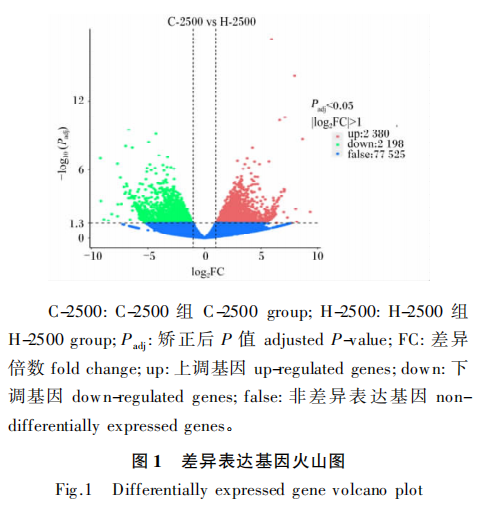 C-2500 vs H-2500
12
6
1.3
0
-log₁₀(Padj)
-10
-5
0
5
10
log₂FC
Padj<0.05
|log₂FC|>1
up:2 380
down:2 198
false:77 525
C-2500: C-2500 组 C-2500 group; H-2500: H-2500 组
H-2500 group; Padj: 矫正后 P 值 adjusted P-value; FC: 差异
倍数 fold change; up: 上调基因 up-regulated genes; down: 下
调基因 down-regulated genes; false: 非差异表达基因 non-
differentially expressed genes。
图 1 差异表达基因火山图
Fig.1 Differentially expressed gene volcano plot